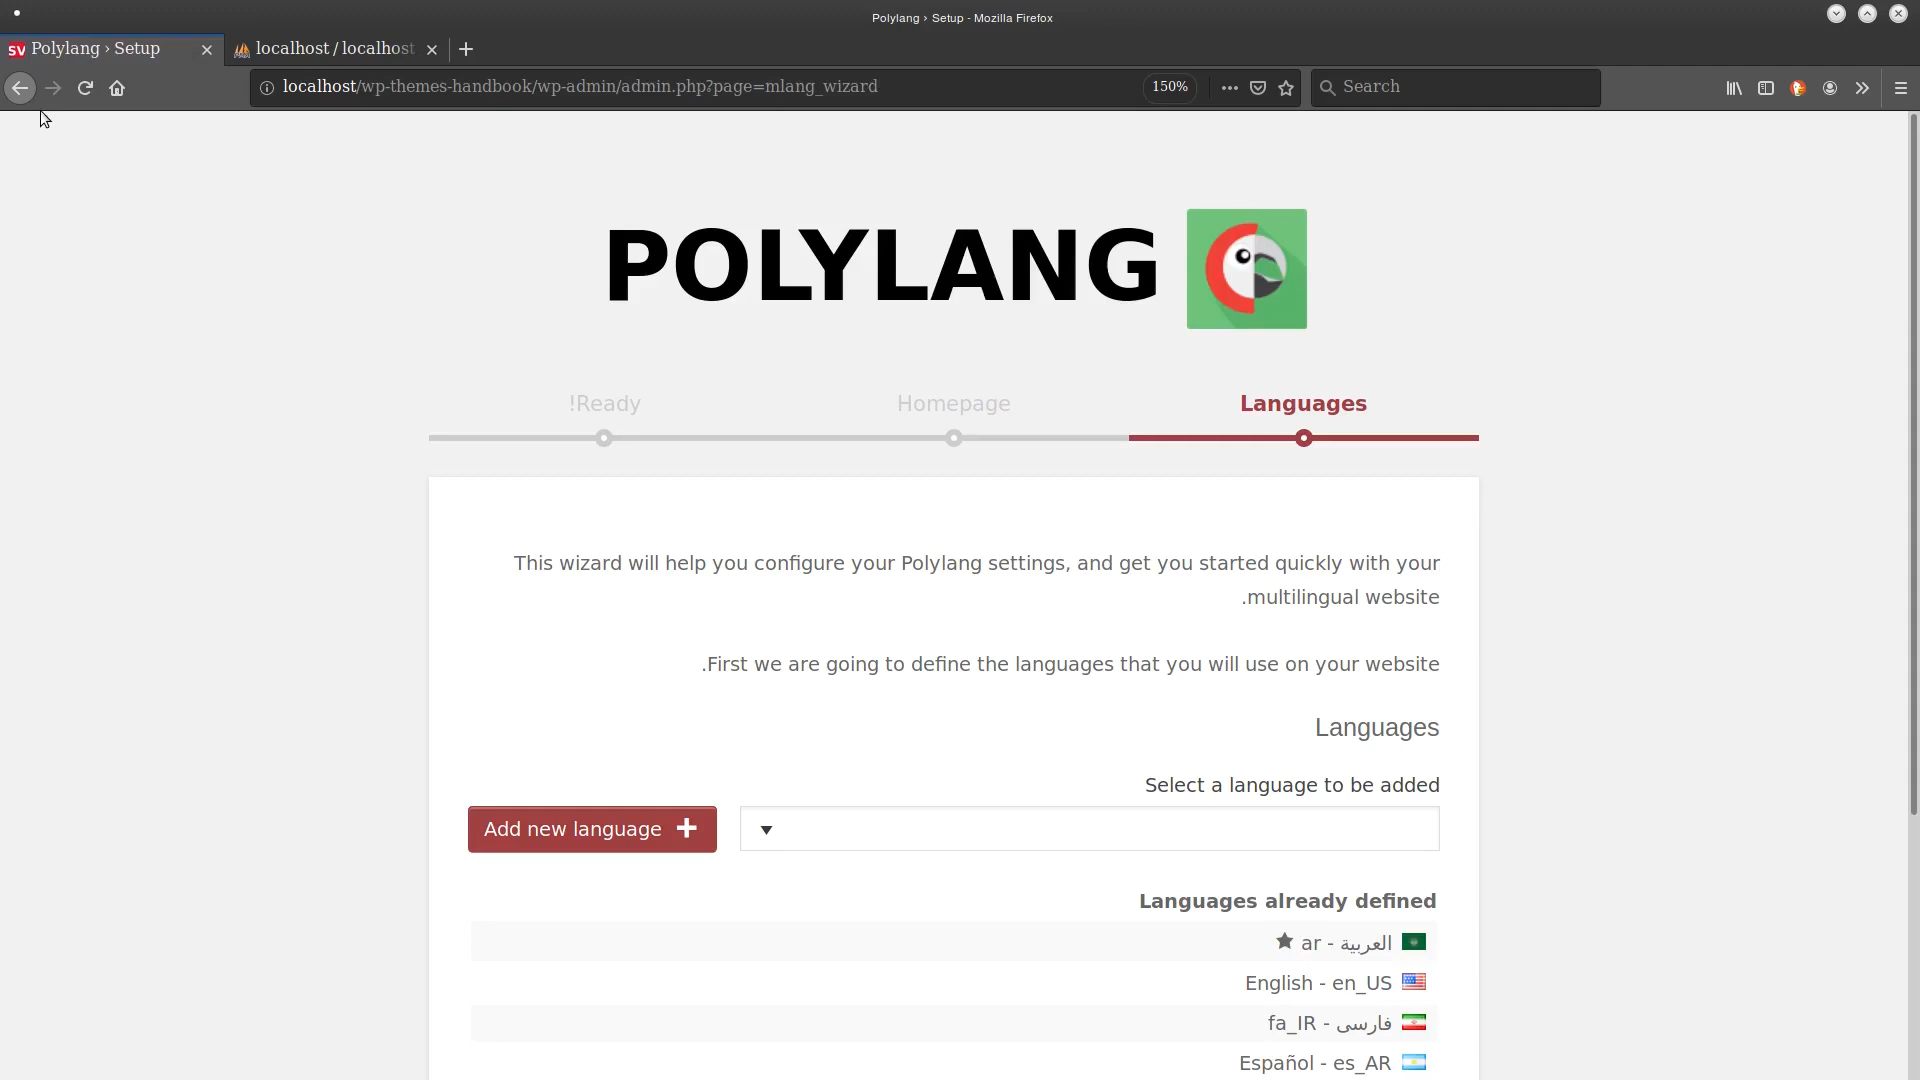 Polylang › Setup - Mozilla Firefox
SV Polylang › Setup
localhost / localhost
localhost/wp-themes-handbook/wp-admin/admin.php?page=mlang_wizard
150%
Search
POLYLANG
Languages
Homepage
!Ready
This wizard will help you configure your Polylang settings, and get you started quickly with your
.multilingual website
.First we are going to define the languages that you will use on your website
Languages
Select a language to be added
Add new language
Languages already defined
العربية - ar
English - en_US
فارسی - fa_IR
Español - es_AR